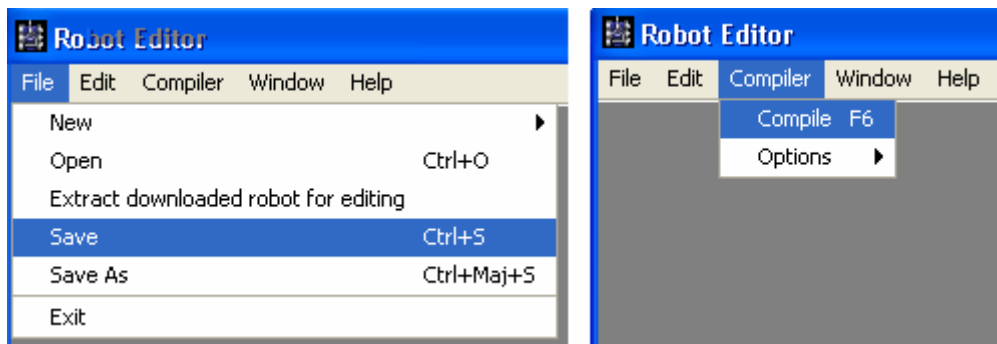 Robot Editor
File Edit Compiler Window Help
New
Open Ctrl+O
Extract downloaded robot for editing
Save Ctrl+S
Save As Ctrl+Maj+S
Exit
Robot Editor
File Edit Compiler Window Help
Compile F6
Options